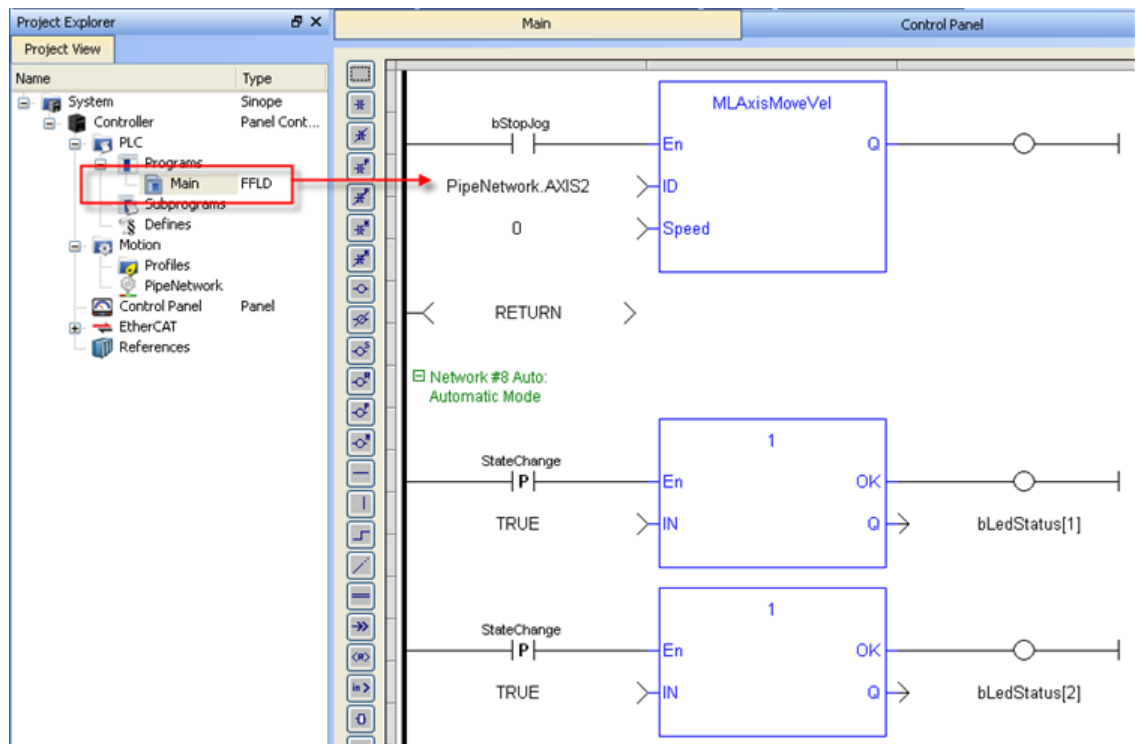 Project Explorer
Project View
Name Type
System Sinope
Controller Panel Cont...
PLC
Programs
Main FFLD
Subprograms
Defines
Motion
Profiles
PipeNetwork
Control Panel Panel
EtherCAT
References
Main Control Panel
MLAxisMoveVel
bStopJog
En Q
PipeNetwork.AXIS2 ID
0 Speed
RETURN
Network #8 Auto:
Automatic Mode
1
StateChange
P En OK
TRUE IN Q bLedStatus[1]
1
StateChange
P En OK
TRUE IN Q bLedStatus[2]